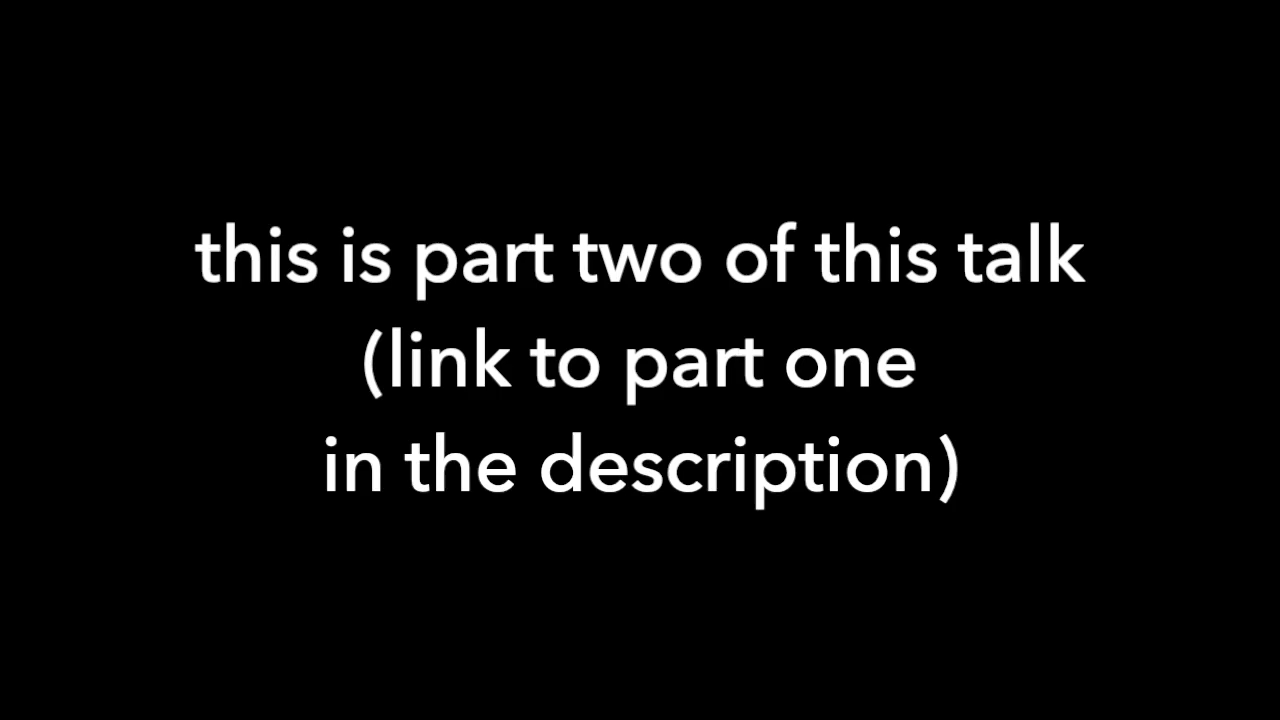 this is part two of this talk
(link to part one
in the description)